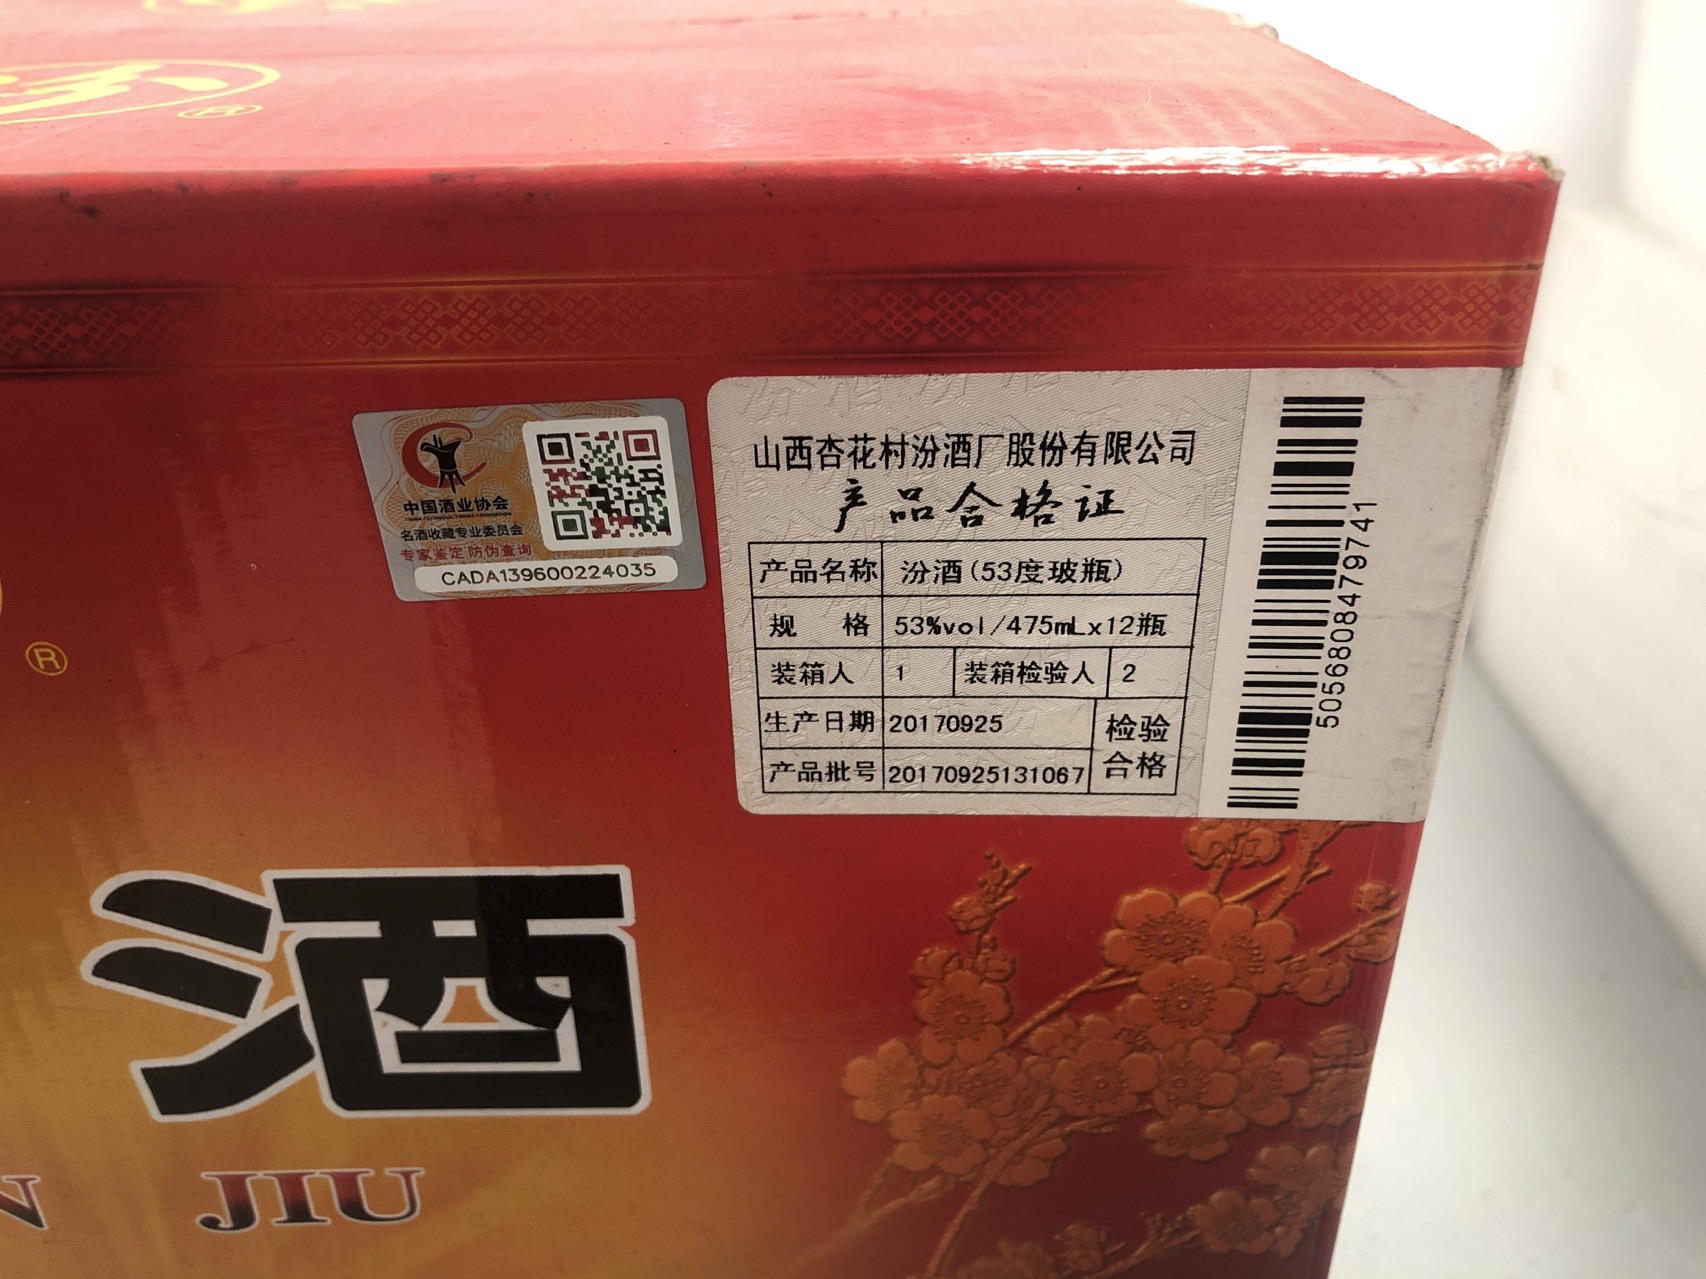 ®
中国酒业协会
名酒收藏专业委员会
专家鉴定 防伪查询
CADA139600224035
山西杏花村汾酒厂股份有限公司
产品合格证
产品名称 汾酒(53度玻瓶)
规 格 53%vol/475mLx12瓶
装箱人 1 装箱检验人 2
生产日期 20170925 检验
产品批号 20170925131067 合格
5056808479741
®
酒
N JIU